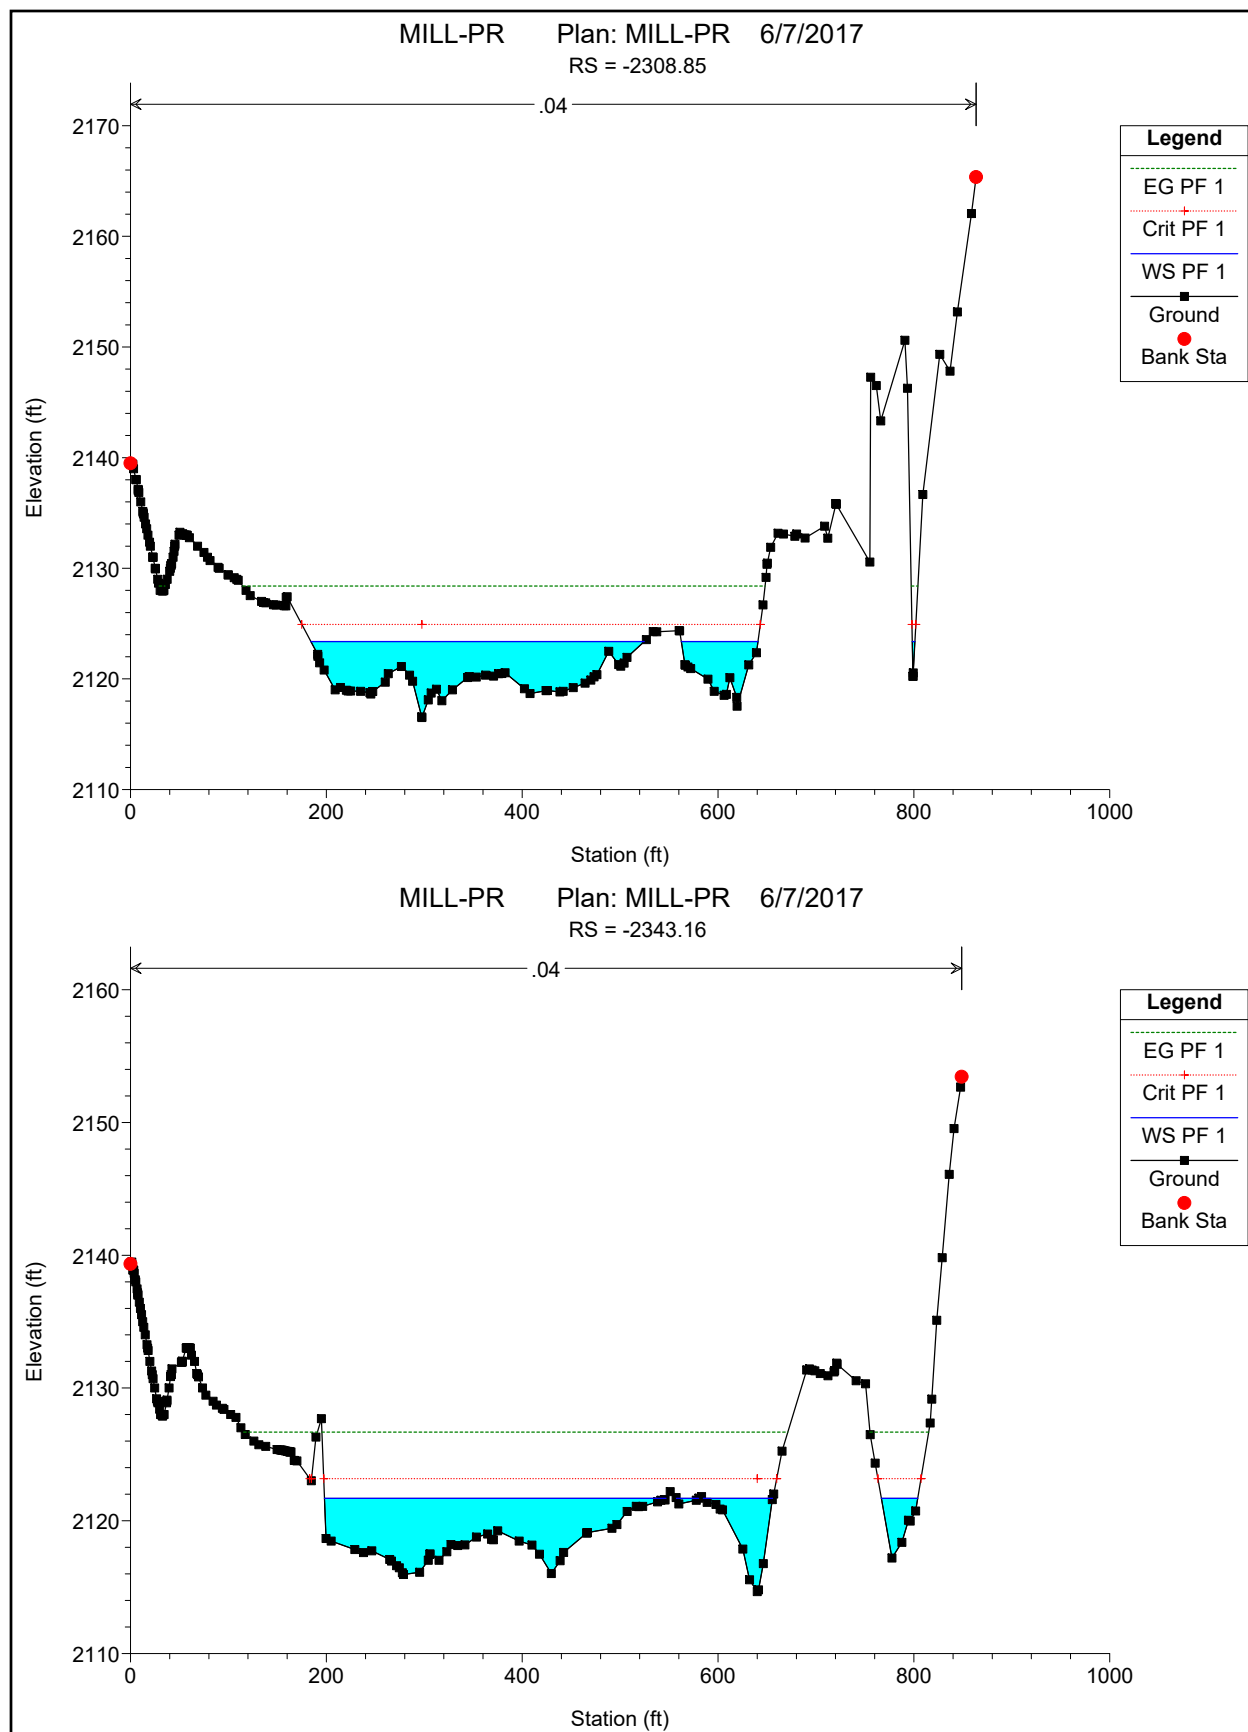 MILL-PR Plan: MILL-PR 6/7/2017
RS = -2308.85
.04
Elevation (ft)
2170
2160
2150
2140
2130
2120
2110
0 200 400 600 800 1000
Station (ft)
Legend
EG PF 1
Crit PF 1
WS PF 1
Ground
Bank Sta
MILL-PR Plan: MILL-PR 6/7/2017
RS = -2343.16
.04
Elevation (ft)
2160
2150
2140
2130
2120
2110
0 200 400 600 800 1000
Station (ft)
Legend
EG PF 1
Crit PF 1
WS PF 1
Ground
Bank Sta